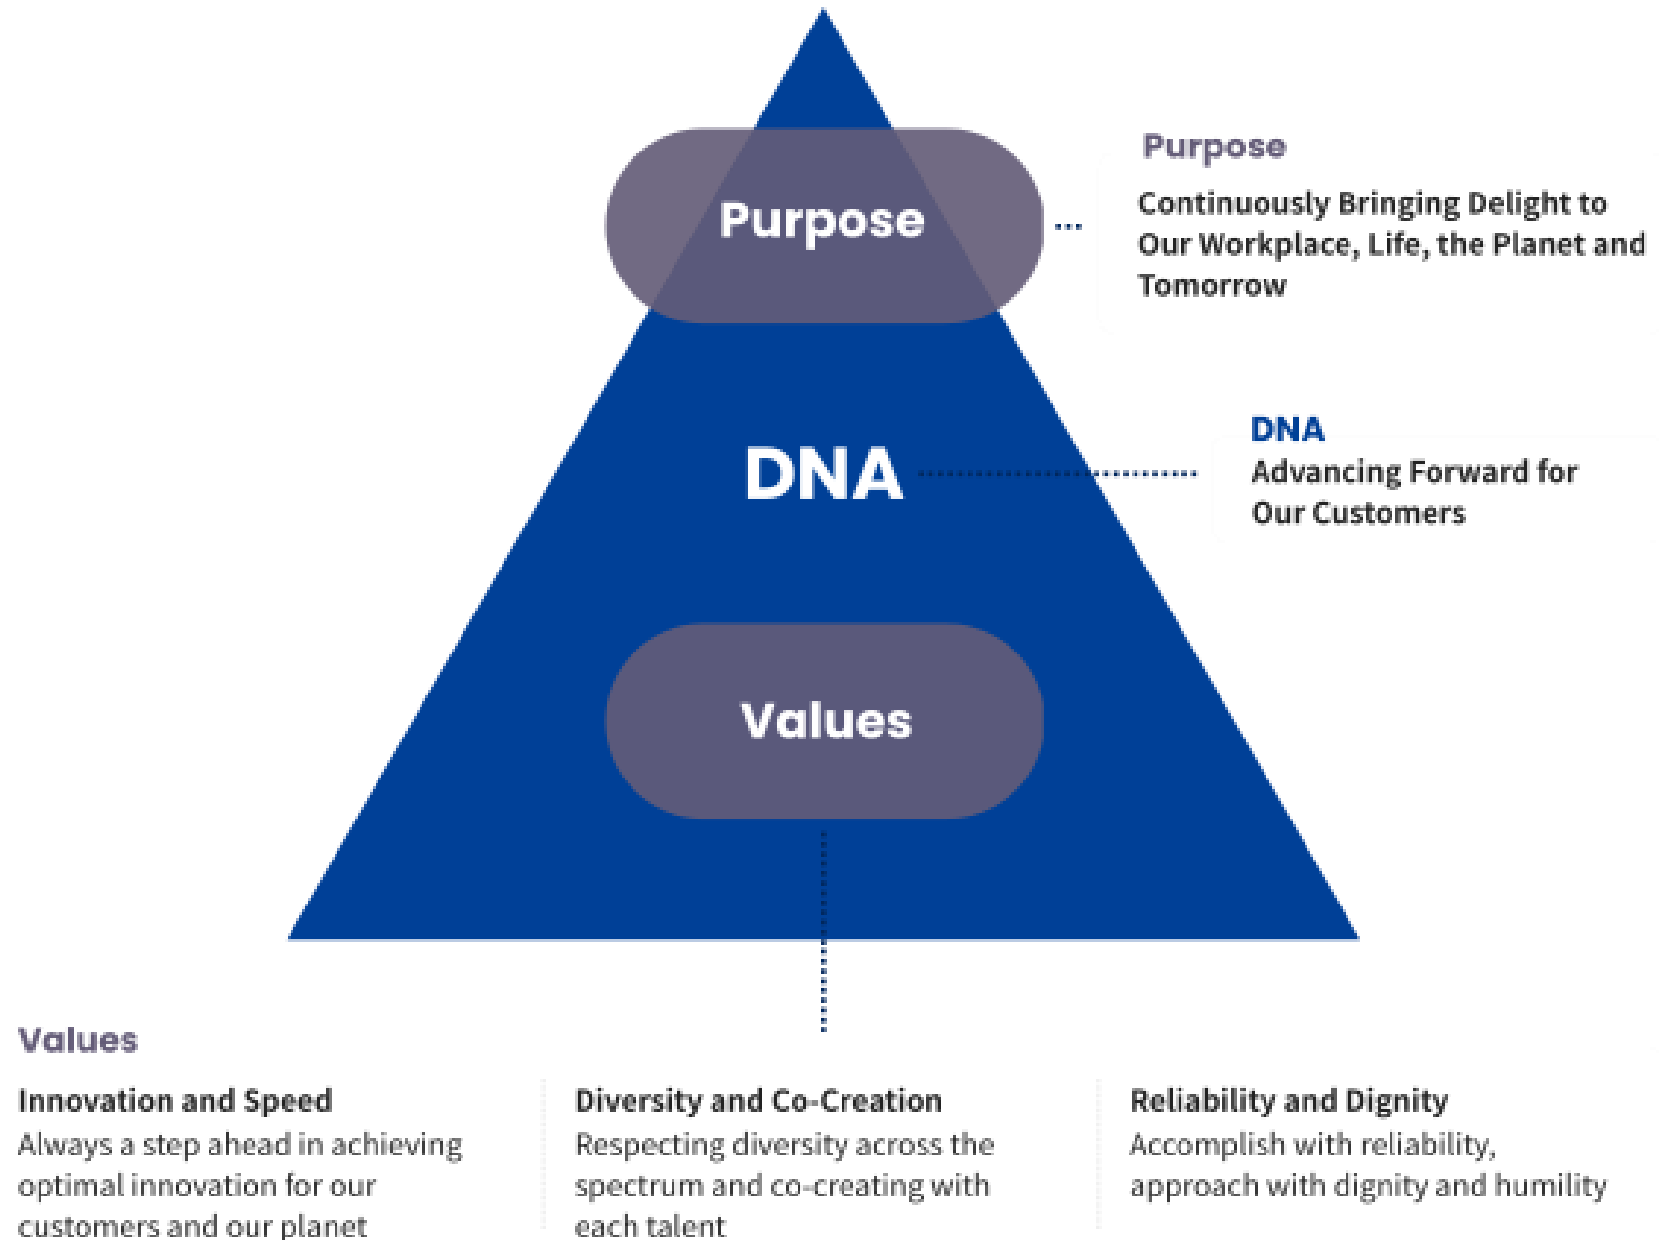 Purpose
Purpose
Continuously Bringing Delight to
Our Workplace, Life, the Planet and
Tomorrow
DNA
DNA
Advancing Forward for
Our Customers
Values
Values
Innovation and Speed
Always a step ahead in achieving
optimal innovation for our
customers and our planet
Diversity and Co-Creation
Respecting diversity across the
spectrum and co-creating with
each talent
Reliability and Dignity
Accomplish with reliability,
approach with dignity and humility